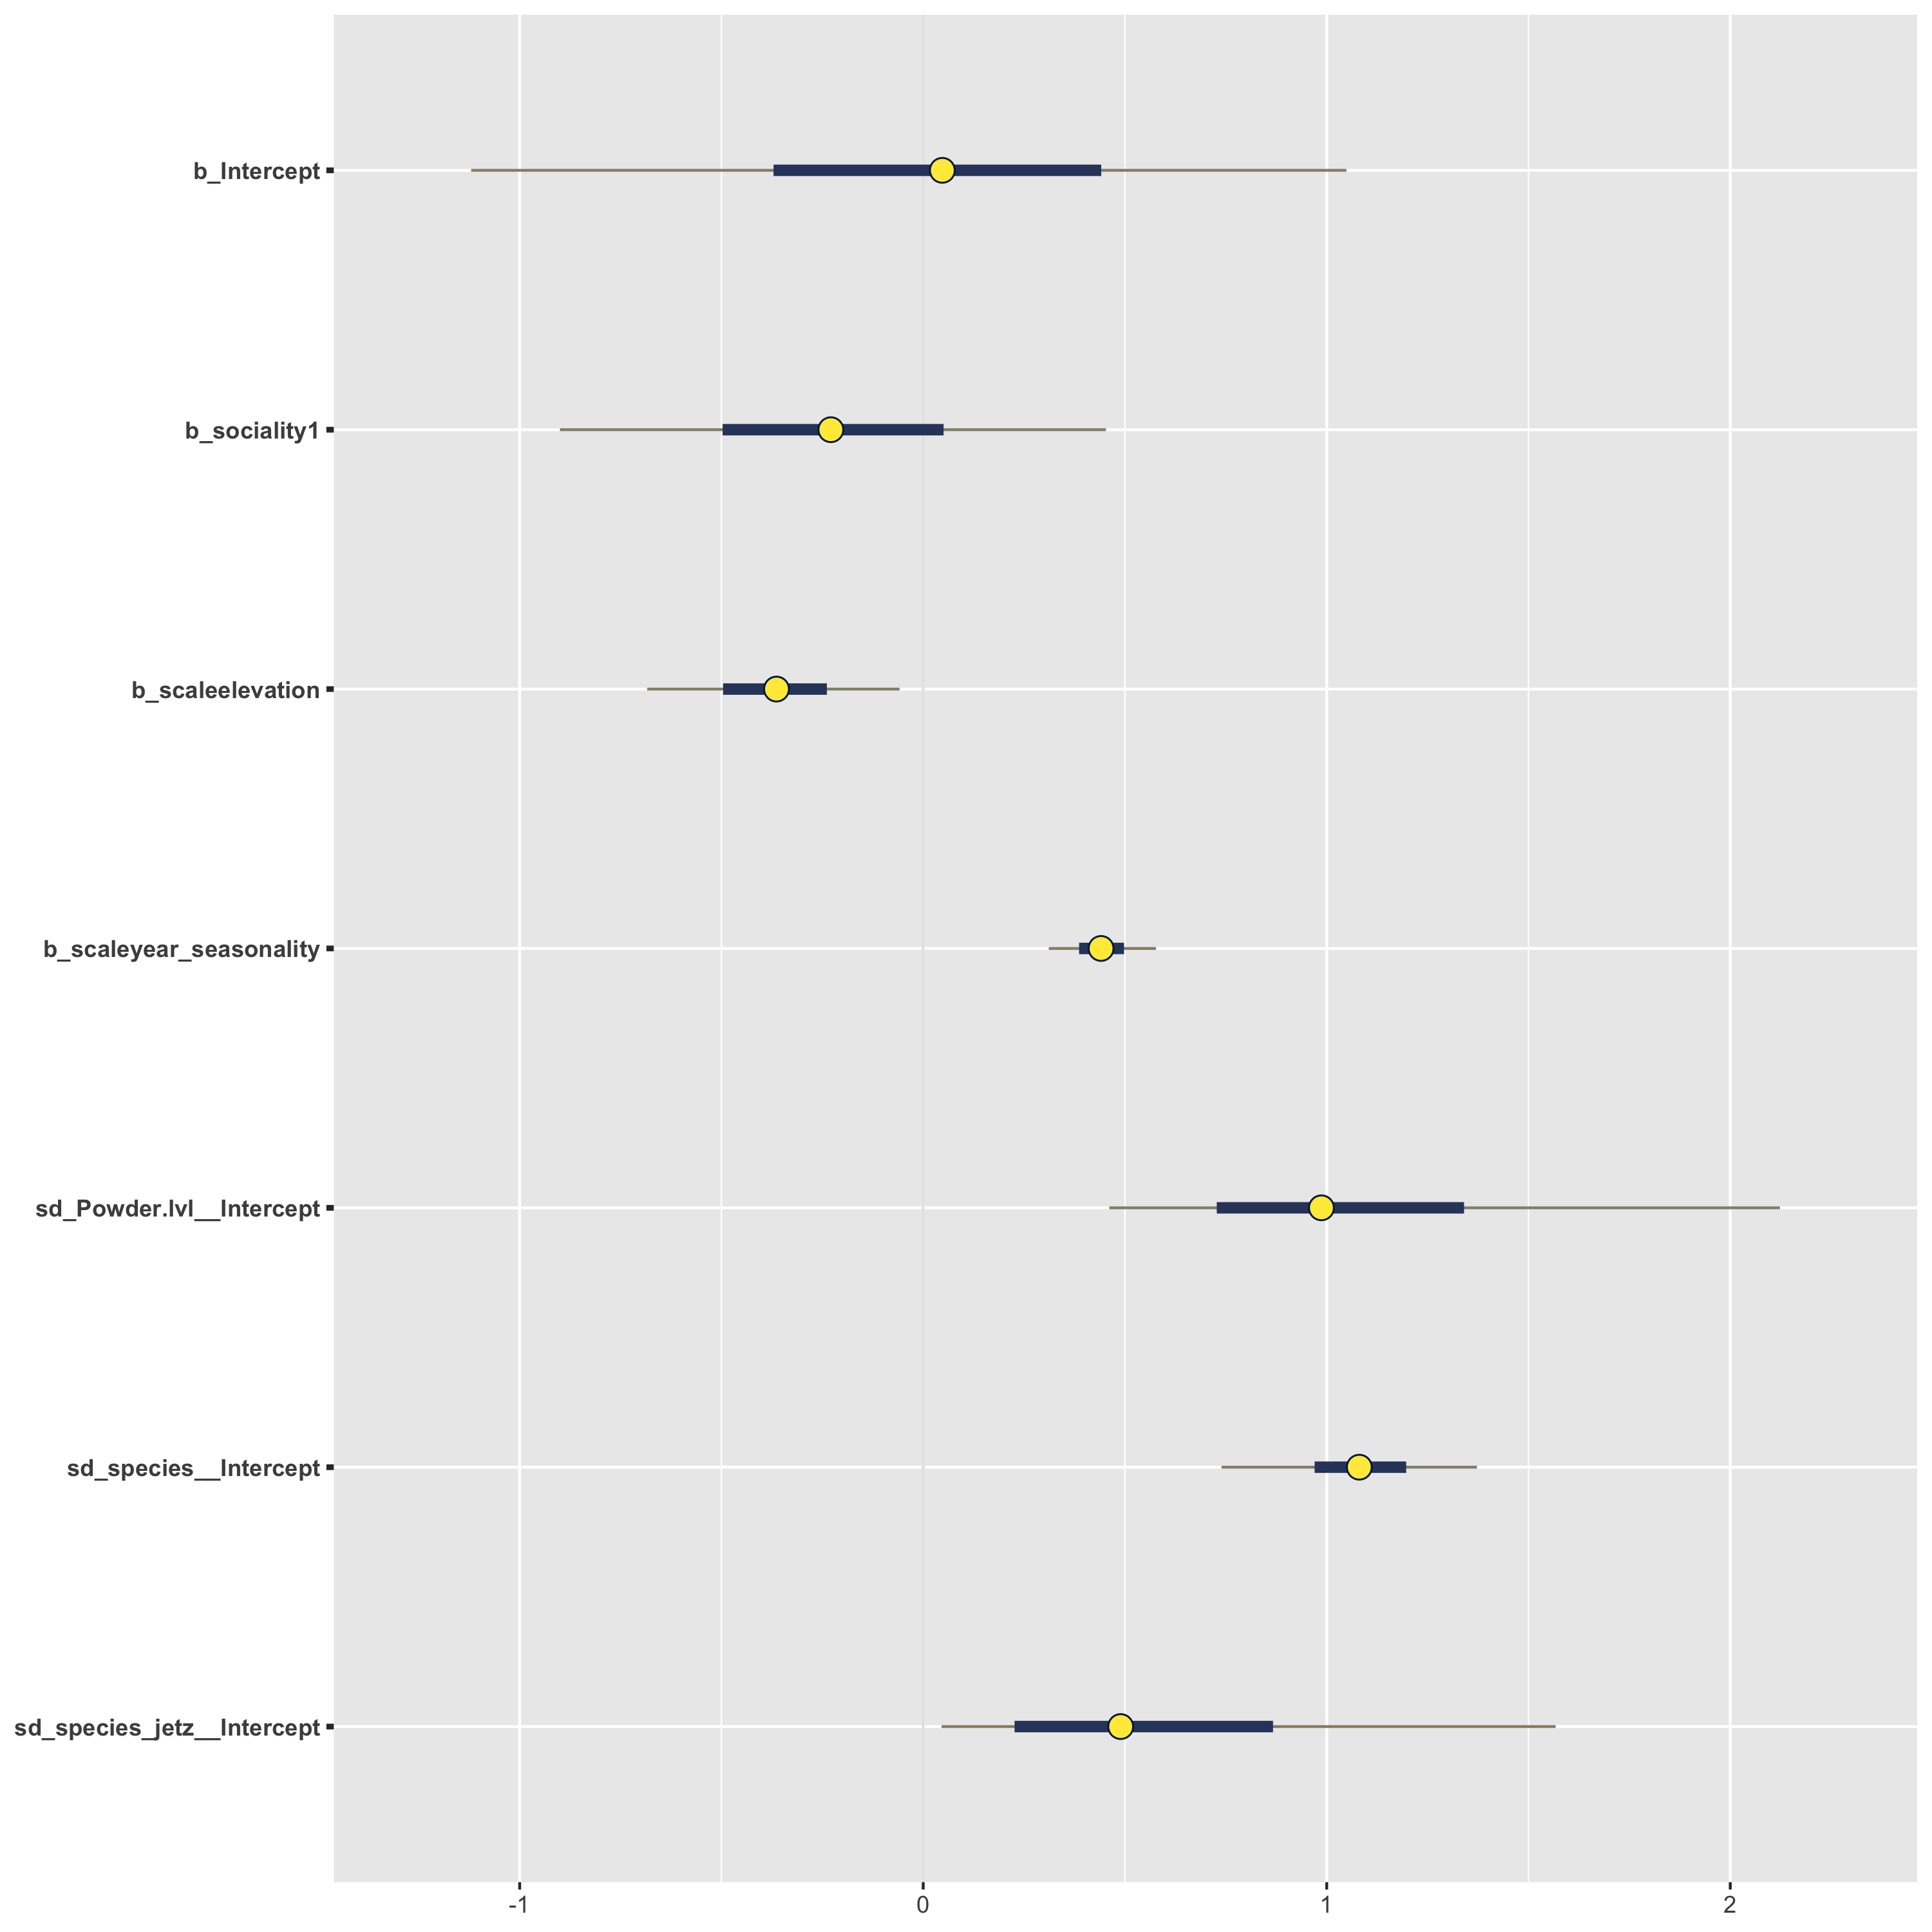 b_Intercept
b_sociality1
b_scaleelevation
b_scaleyear_seasonality
sd_Powder.lvl__Intercept
sd_species__Intercept
sd_species_jetz__Intercept
-1 0 1 2